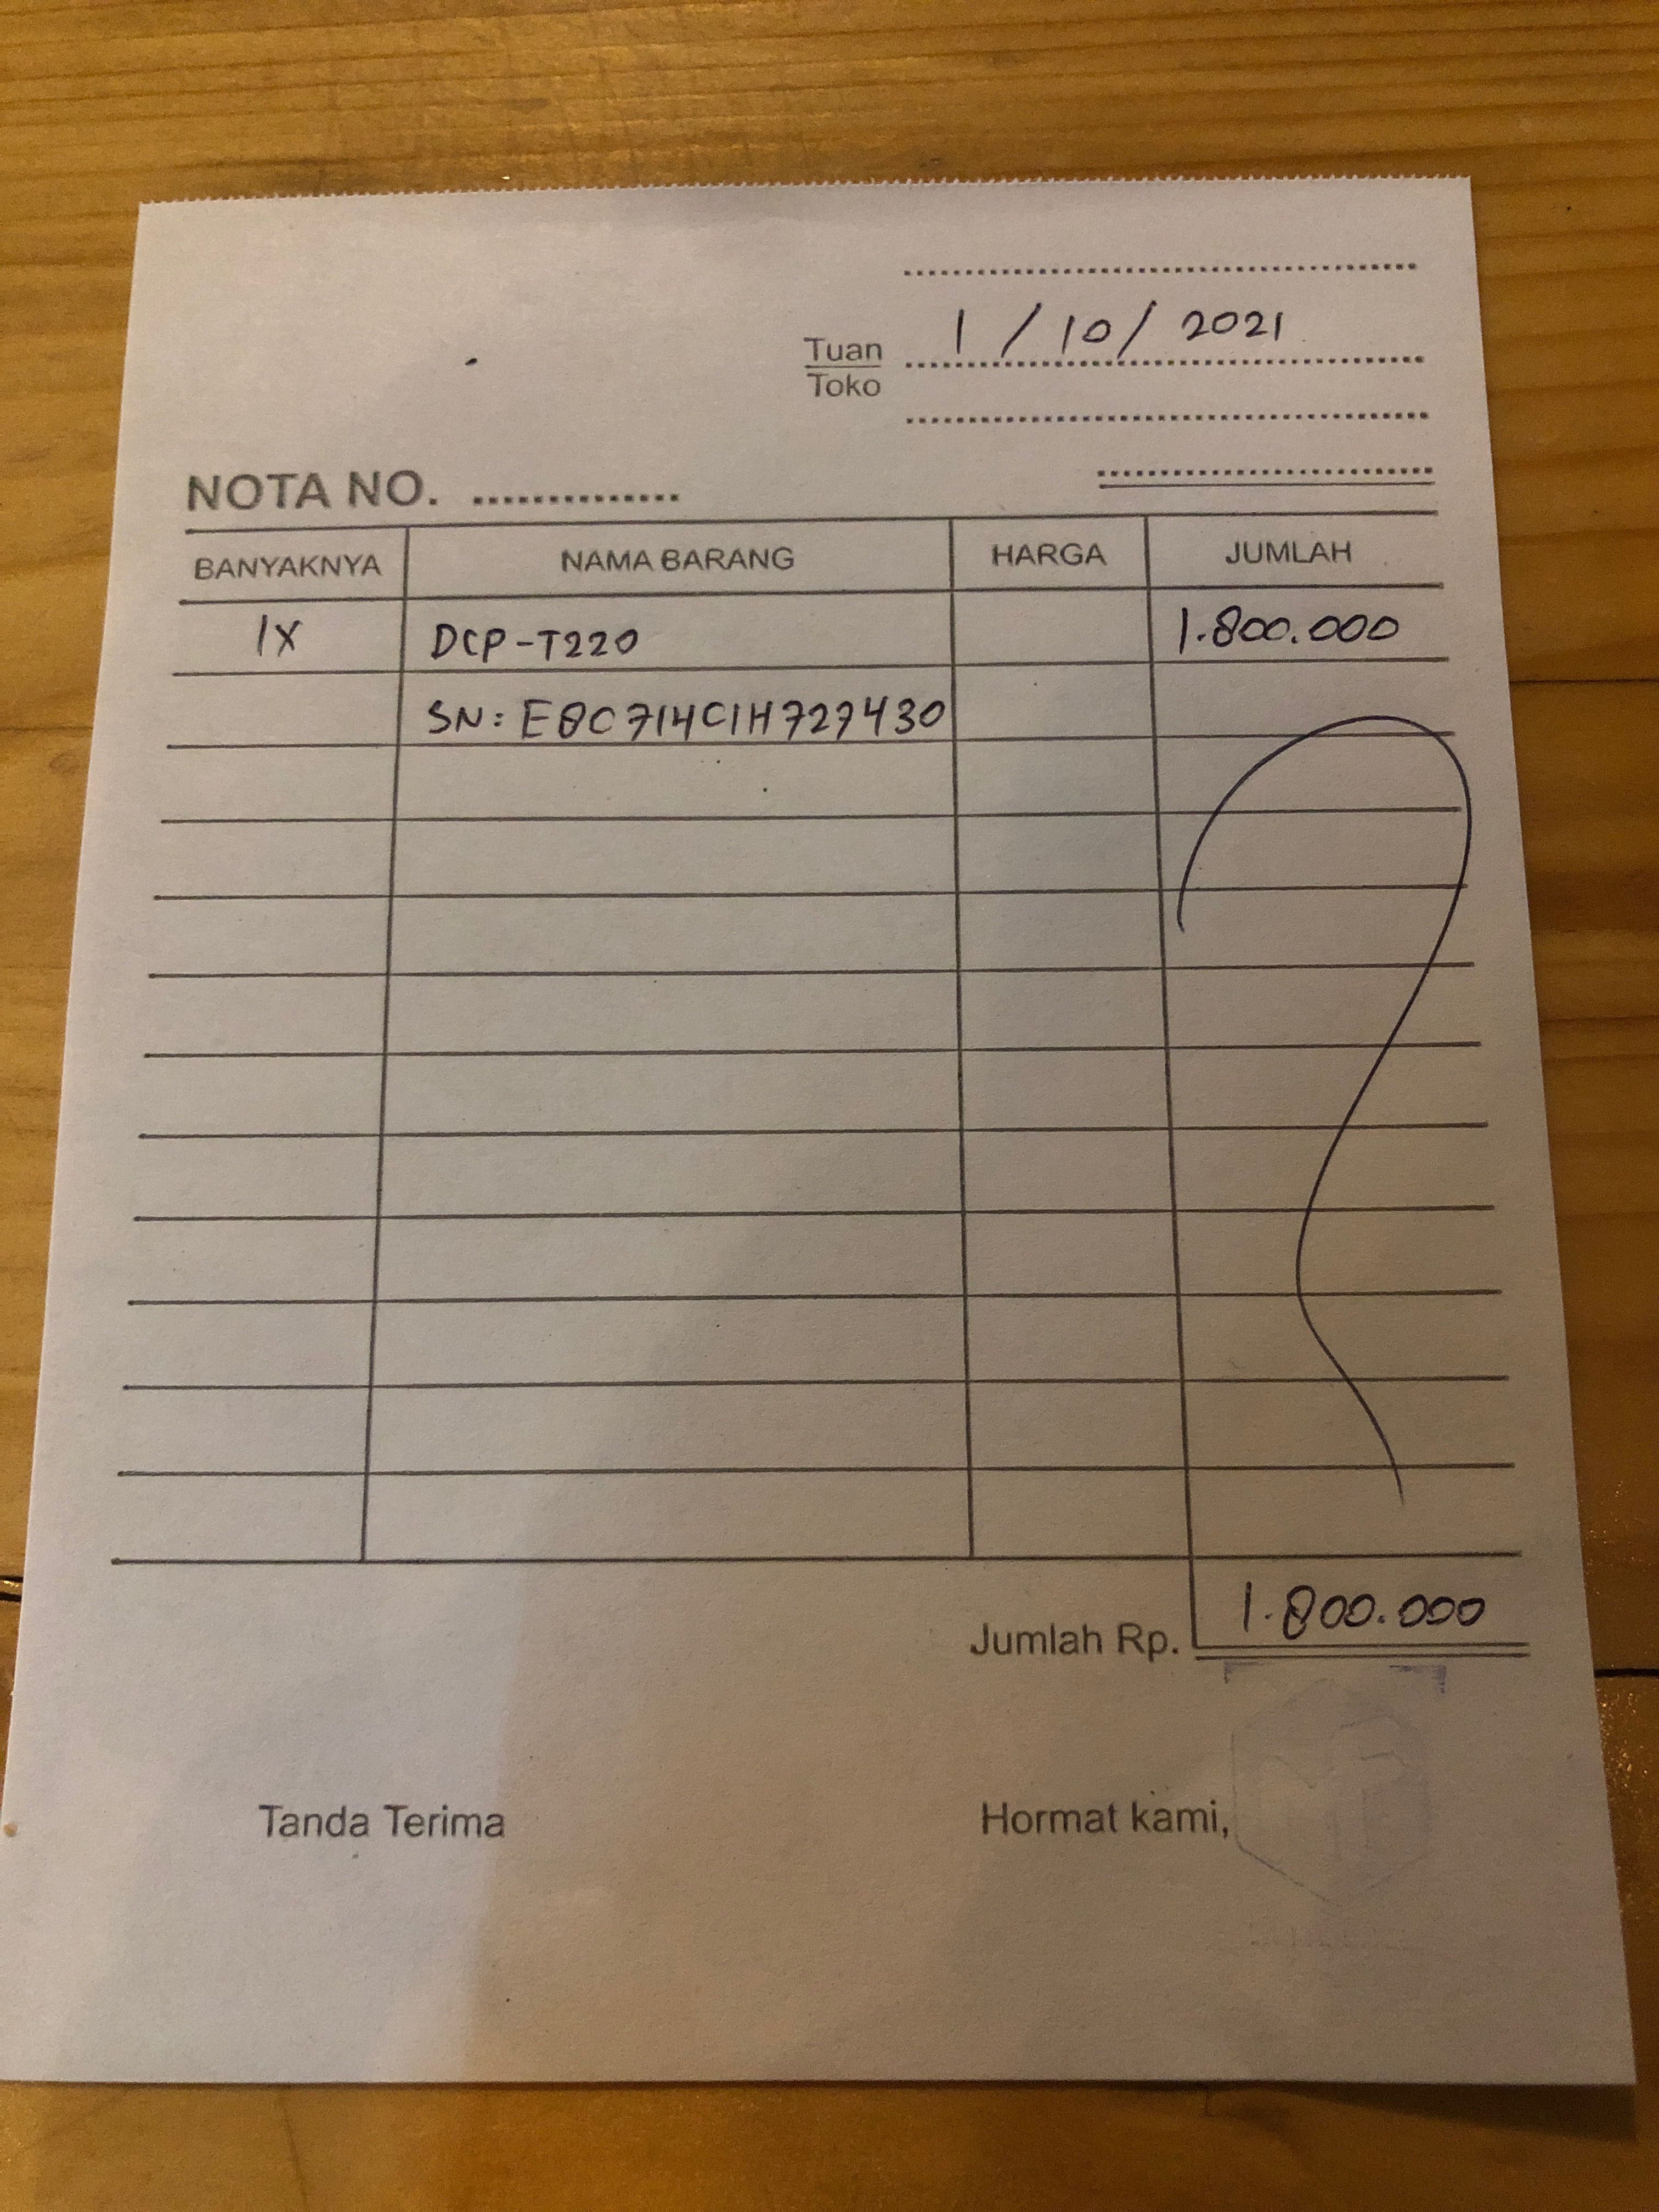 1 / 10 / 2021
Tuan
Toko
NOTA NO. ..............
BANYAKNYA NAMA BARANG HARGA JUMLAH
1X DCP-T220 1.800.000
SN: E80714C1H727430
Jumlah Rp. 1.800.000
Tanda Terima Hormat kami,